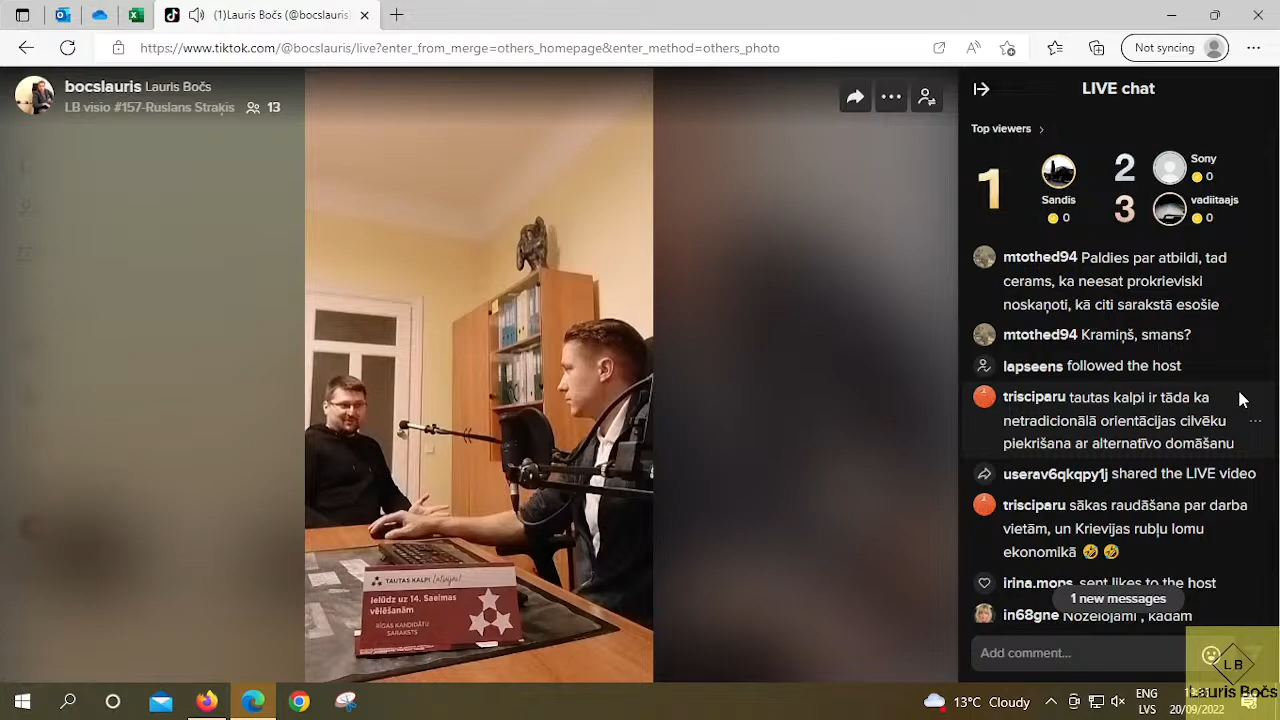 (1)Lauris Bočs (@bocslauris
https://www.tiktok.com/@bocslauris/live?enter_from_merge=others_homepage&enter_method=others_photo
Not syncing
bocslauris Lauris Bočs
LB visio #157-Ruslans Straķis 13
LIVE chat
Top viewers
1
Sandis
0
2
Sony
0
3
vadiitaajs
0
mtothed94 Paldies par atbildi, tad
cerams, ka neesat prokrieviski
noskaņoti, kā citi sarakstā esošie
mtothed94 Kramiņš, smans?
lapseens followed the host
trisciparu tautas kalpi ir tāda ka
netradicionālā orientācijas cilvēku
piekrišana ar alternatīvo domāšanu
userav6qkqpy1j shared the LIVE video
trisciparu sākas raudāšana par darba
vietām, un Krievijas rubļu lomu
ekonomikā 🤣 🤣
irina.mons sent likes to the host
1 new messages
in68gne
Add comment...
TAUTAS KALPI Latvijai!
Ielūdz uz 14. Saeimas
vēlēšanām
RĪGAS KANDIDĀTU
SARAKSTS
LB
Lauris Bočs
13°C Cloudy
ENG
LVS
20/09/2022